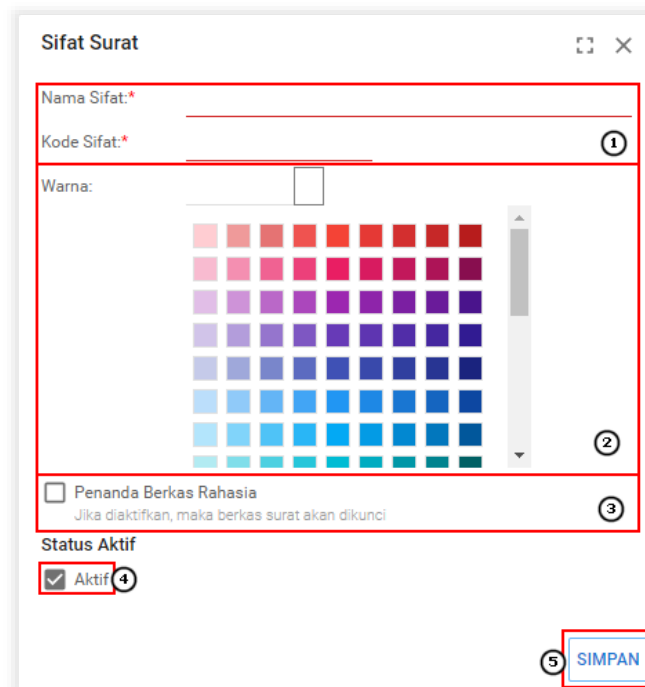 Sifat Surat
Nama Sifat:*
Kode Sifat:*
1
Warna:
2
Penanda Berkas Rahasia
Jika diaktifkan, maka berkas surat akan dikunci
3
Status Aktif
Aktif 4
5 SIMPAN